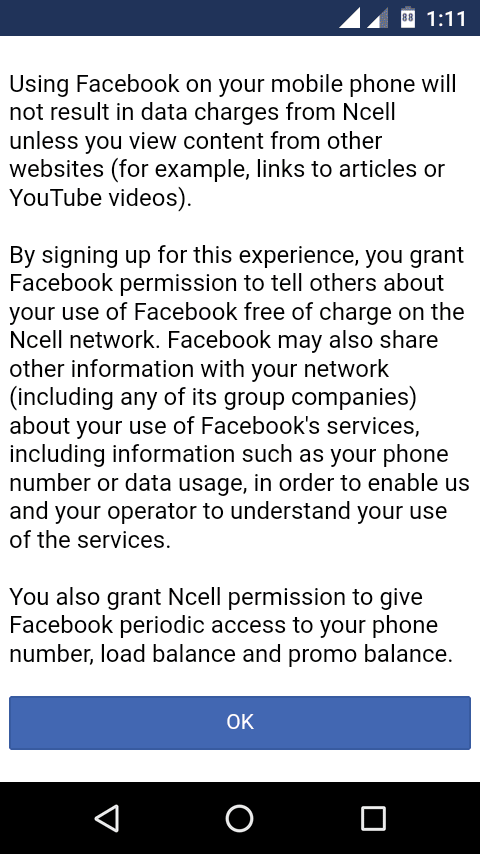 88 1:11
Using Facebook on your mobile phone will
not result in data charges from Ncell
unless you view content from other
websites (for example, links to articles or
YouTube videos).
By signing up for this experience, you grant
Facebook permission to tell others about
your use of Facebook free of charge on the
Ncell network. Facebook may also share
other information with your network
(including any of its group companies)
about your use of Facebook's services,
including information such as your phone
number or data usage, in order to enable us
and your operator to understand your use
of the services.
You also grant Ncell permission to give
Facebook periodic access to your phone
number, load balance and promo balance.
OK